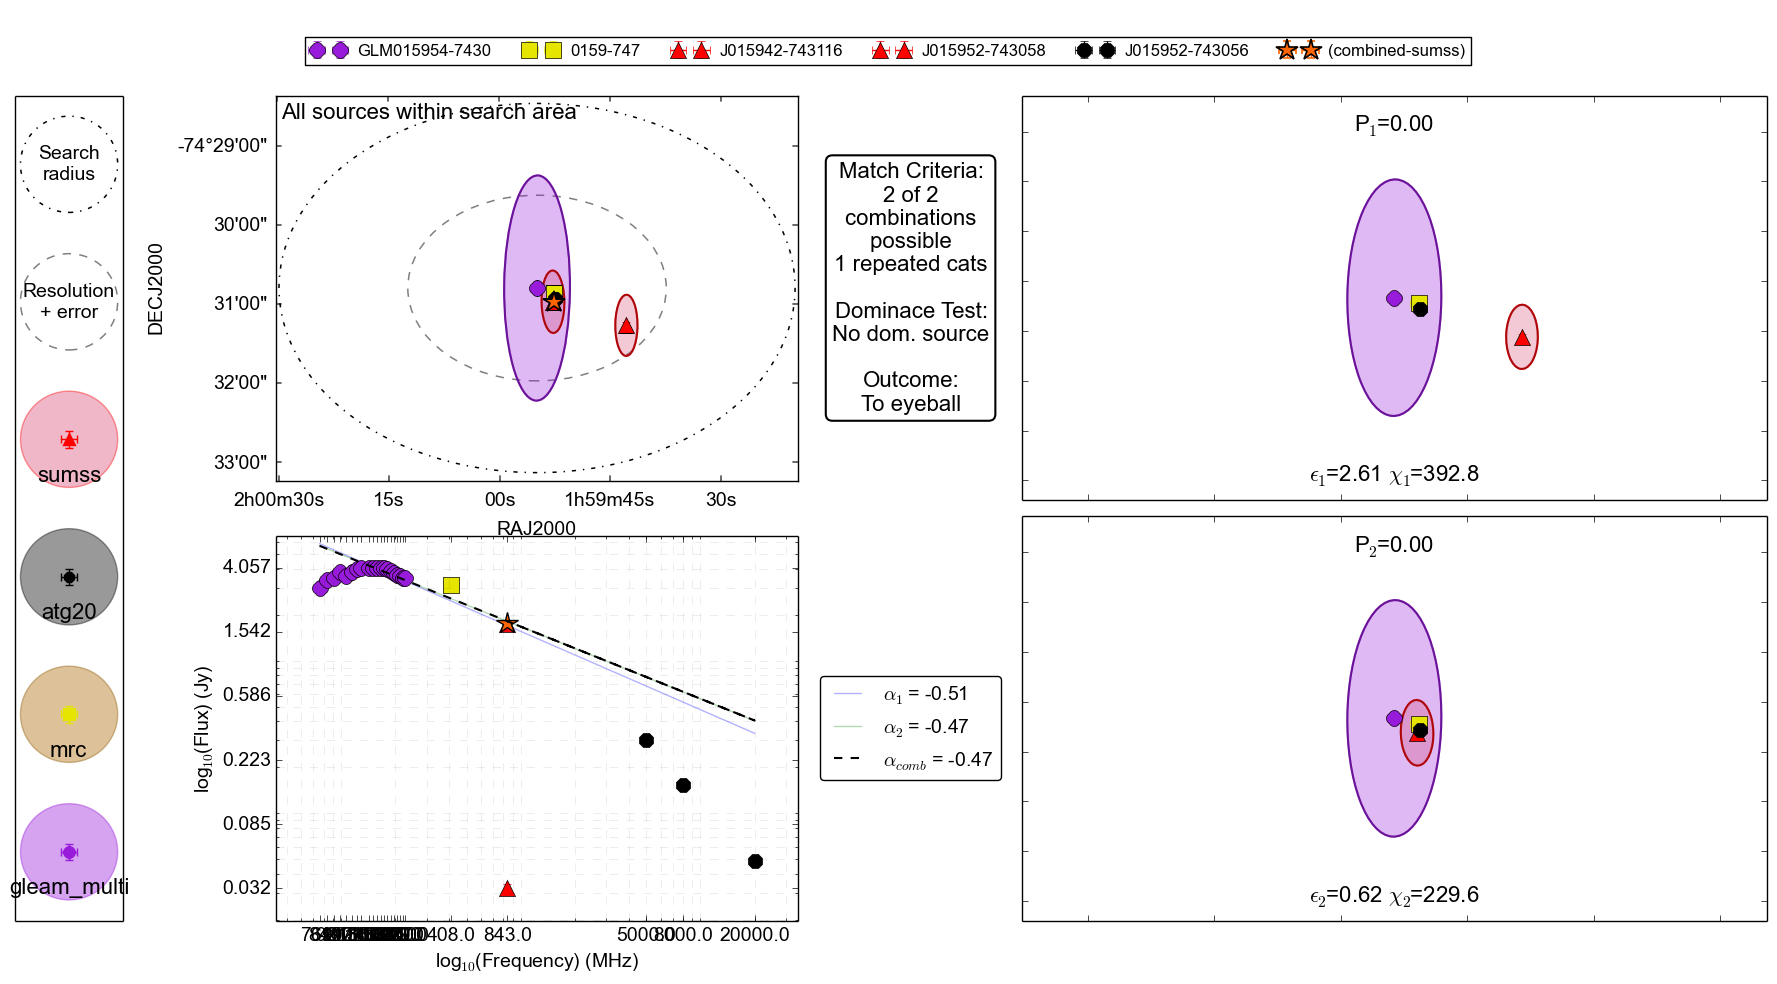 GLM015954-7430
0159-747
J015942-743116
J015952-743058
J015952-743056
(combined-sumss)
Search
radius
Resolution
+ error
sumss
atg20
mrc
gleam_multi
All sources within search area
DECJ2000
-74°29'00"
30'00"
31'00"
32'00"
33'00"
2h00m30s
15s
00s
1h59m45s
30s
RAJ2000
Match Criteria:
2 of 2
combinations
possible
1 repeated cats
Dominace Test:
No dom. source
Outcome:
To eyeball
P1=0.00
ϵ1=2.61 χ1=392.8
P2=0.00
ϵ2=0.62 χ2=229.6
log10(Flux) (Jy)
4.057
1.542
0.586
0.223
0.085
0.032
408.0
843.0
5000.0
8000.0
20000.0
log10(Frequency) (MHz)
α1 = -0.51
α2 = -0.47
αcomb = -0.47